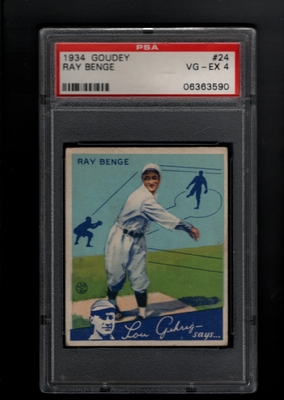 PSA
1934 GOUDEY #24
RAY BENGE VG-EX 4
06363590
RAY BENGE
Lou Gehrig
says...